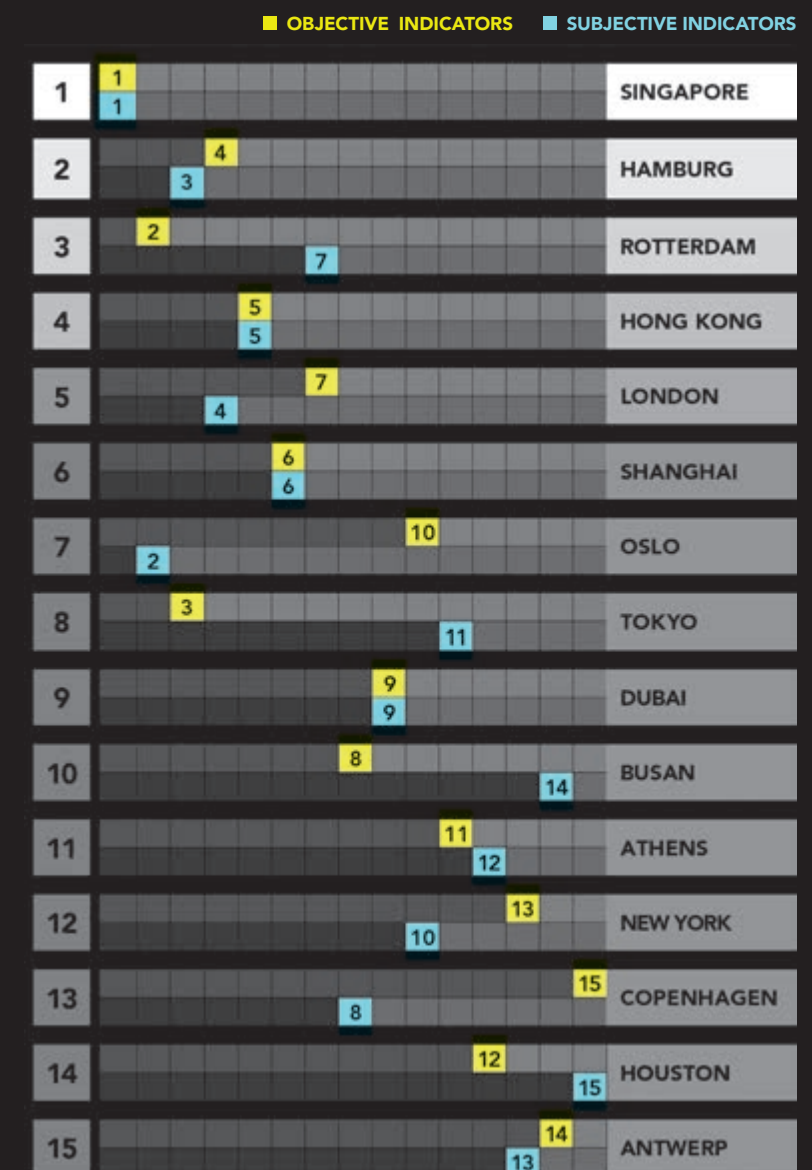 OBJECTIVE INDICATORS SUBJECTIVE INDICATORS
1
1 SINGAPORE
1
4
2 HAMBURG
3
2
3 ROTTERDAM
7
5
4 HONG KONG
5
7
5 LONDON
4
6
6 SHANGHAI
6
10
7 OSLO
2
3
8 TOKYO
11
9
9 DUBAI
9
8
10 BUSAN
14
11
11 ATHENS
12
13
12 NEW YORK
10
15
13 COPENHAGEN
8
12
14 HOUSTON
15
14
15 ANTWERP
13